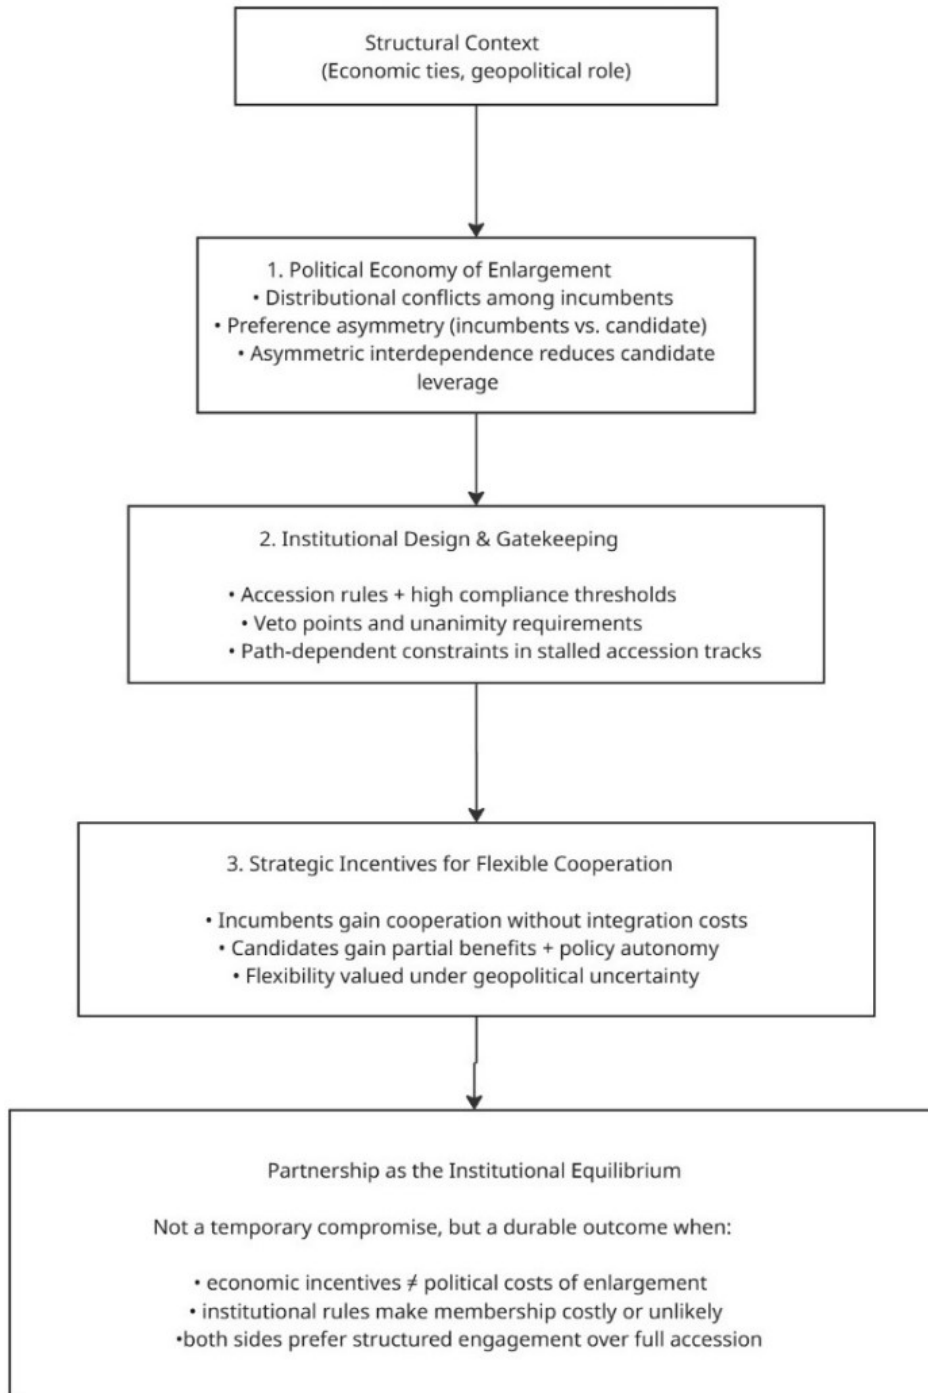 Structural Context
(Economic ties, geopolitical role)
1. Political Economy of Enlargement
• Distributional conflicts among incumbents
• Preference asymmetry (incumbents vs. candidate)
• Asymmetric interdependence reduces candidate
leverage
2. Institutional Design & Gatekeeping
• Accession rules + high compliance thresholds
• Veto points and unanimity requirements
• Path-dependent constraints in stalled accession tracks
3. Strategic Incentives for Flexible Cooperation
• Incumbents gain cooperation without integration costs
• Candidates gain partial benefits + policy autonomy
• Flexibility valued under geopolitical uncertainty
Partnership as the Institutional Equilibrium
Not a temporary compromise, but a durable outcome when:
• economic incentives ≠ political costs of enlargement
• institutional rules make membership costly or unlikely
•both sides prefer structured engagement over full accession